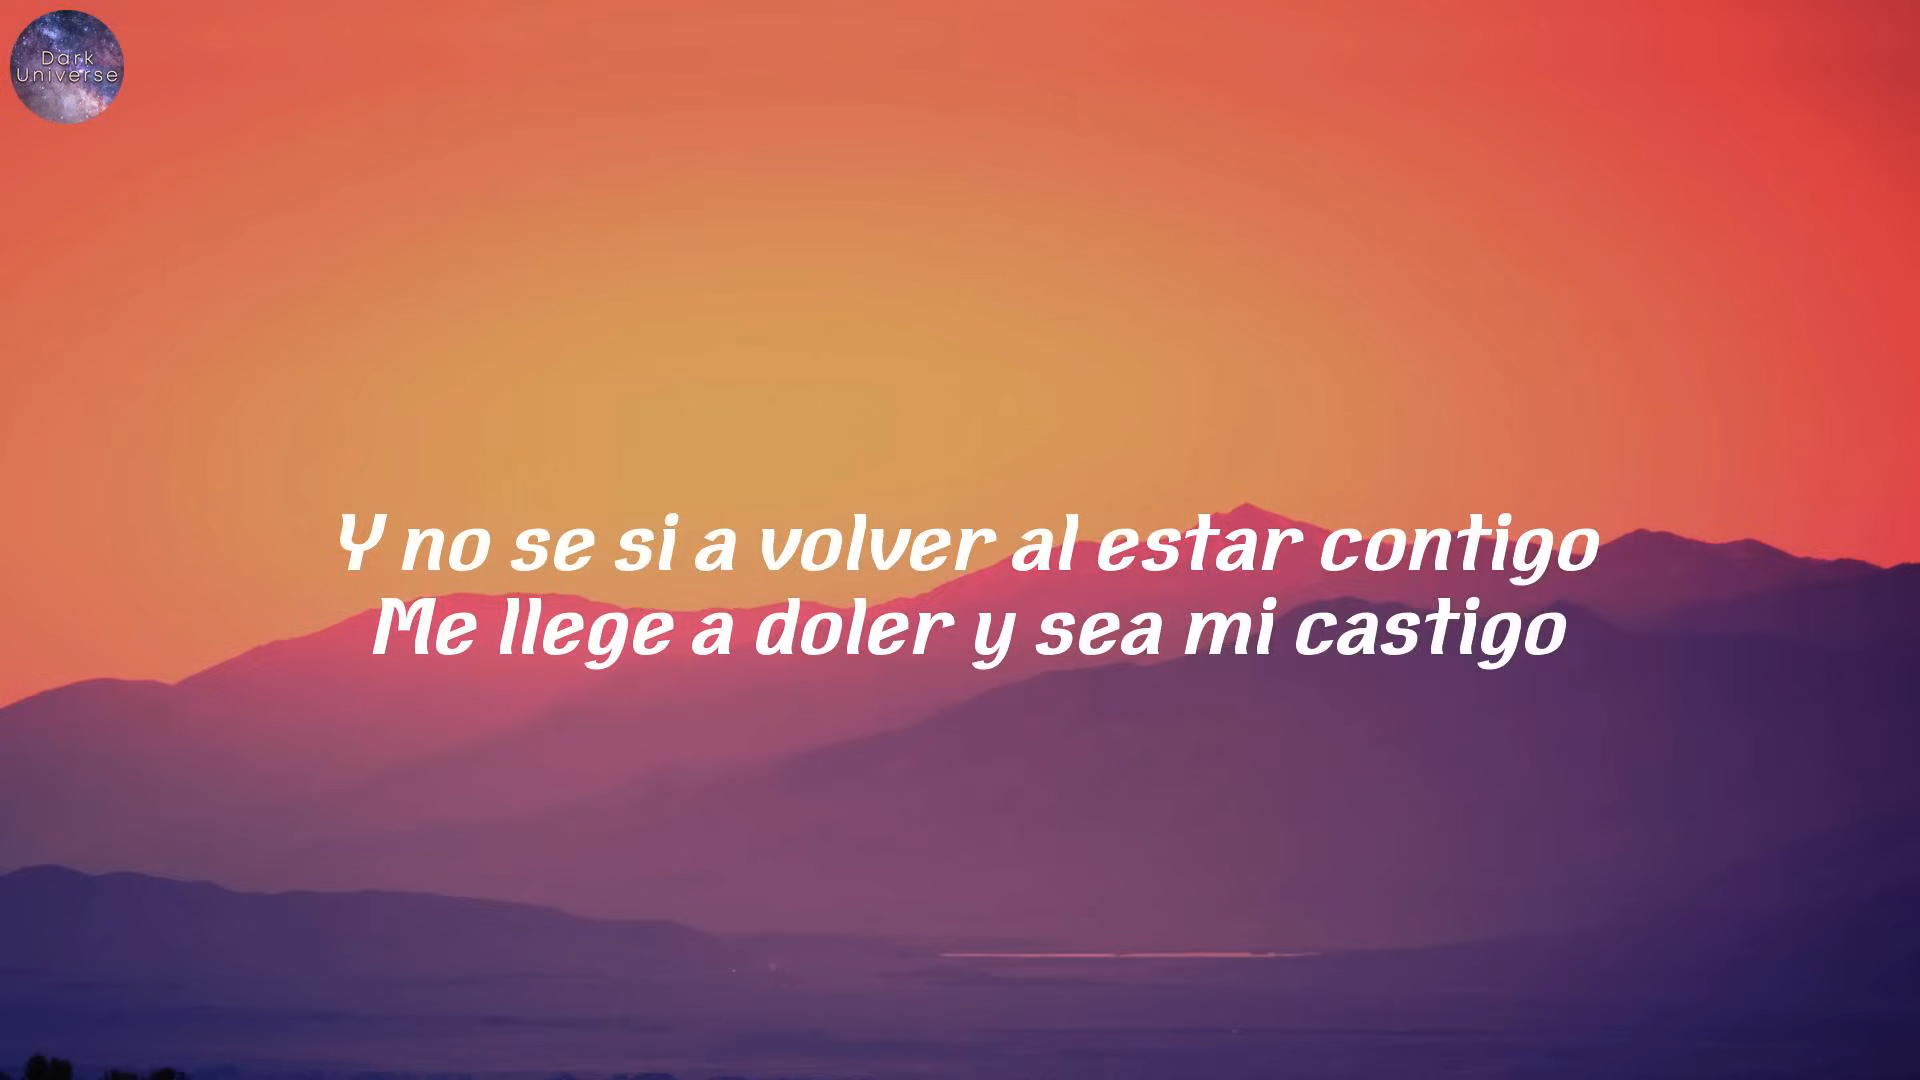 Dark
Universe
Y no se si a volver al estar contigo
Me llege a doler y sea mi castigo